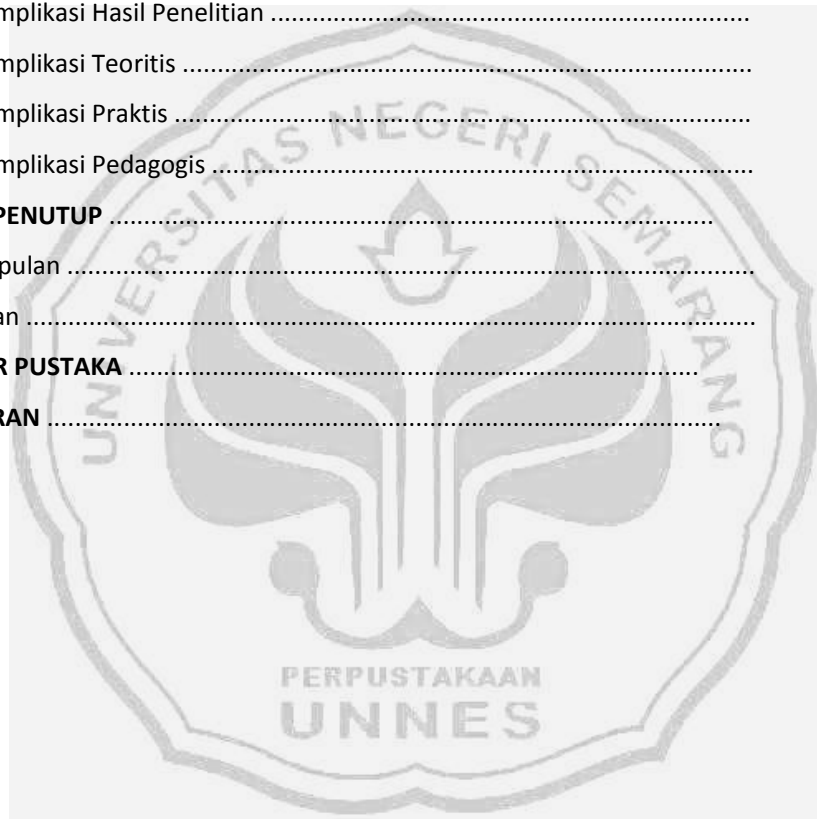 mplikasi Hasil Penelitian ......................................................................
mplikasi Teoritis ...................................................................................
mplikasi Praktis ....................................................................................
mplikasi Pedagogis ...............................................................................
PENUTUP ........................................................................................
pulan ....................................................................................................
an ..........................................................................................................
R PUSTAKA ...................................................................................
RAN ..................................................................................................
UNIVERSITAS NEGERI SEMARANG
PERPUSTAKAAN
UNNES